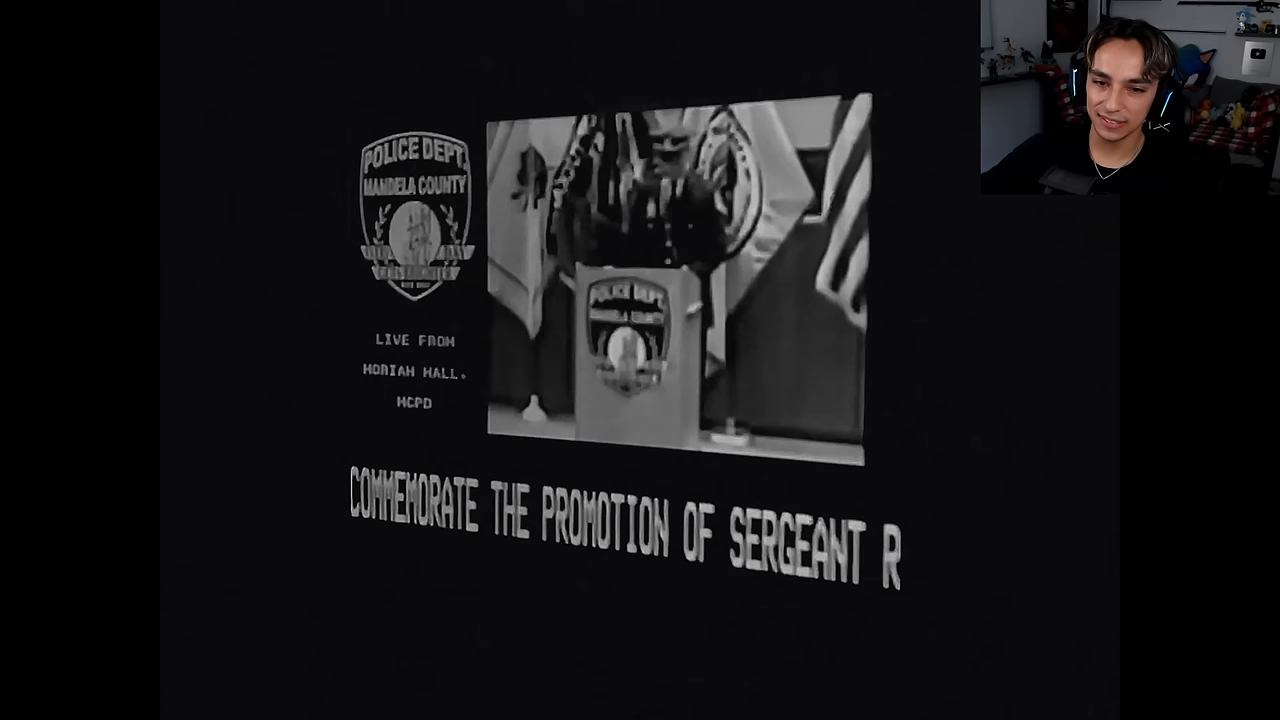 POLICE DEPT.
MANDELA COUNTY
LIVE FROM
MORIAH HALL.
MCPD
POLICE DEPT.
MANDELA COUNTY
COMMEMORATE THE PROMOTION OF SERGEANT R